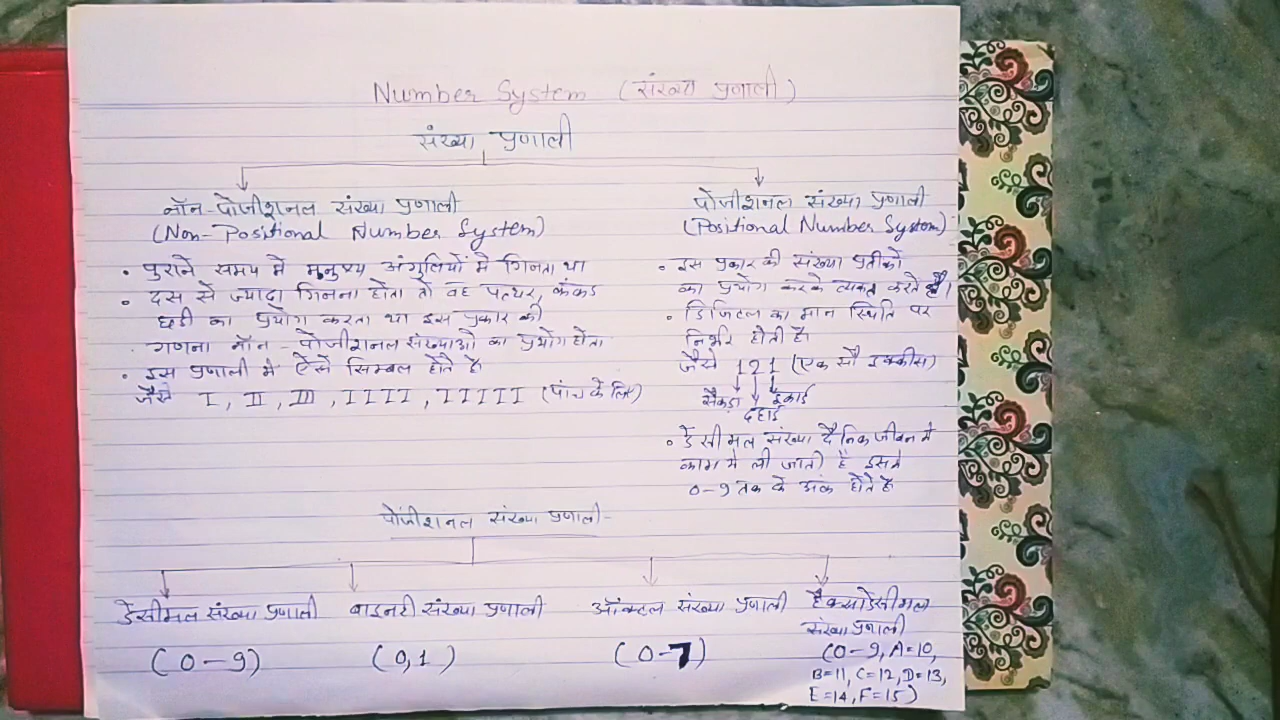 Number System (संख्या प्रणाली)
संख्या प्रणाली
नॉन-पोजीशनल संख्या प्रणाली
(Non-Positional Number System)
• पुराने समय में मनुष्य अंगुलियों में गिनता था
• दस से ज्यादा गिनना होता तो वह पत्थर, कंकड
छडी का प्रयोग करता था इस प्रकार की
गणना नॉन-पोजीशनल संख्याओं का प्रयोग होता
• इस प्रणाली में ऐसे सिम्बल होते है
जैसे I, II, III, IIII, IIIII (पांच के लिए)
पोजीशनल संख्या प्रणाली
(Positional Number System)
• इस प्रकार की संख्या प्रतीकों
का प्रयोग करके व्यक्त करते है।
• डिजिटल का मान स्थिति पर
निर्भर होती है।
जैसे 121 (एक सौ इक्कीस)
सैकड़ा इकाई
दहाई
• डेसीमल संख्या दैनिक जीवन में
काम में ली जाती है इसमें
0-9 तक के अंक होते है
पोजीशनल संख्या प्रणाली
डेसीमल संख्या प्रणाली बाइनरी संख्या प्रणाली ऑक्टल संख्या प्रणाली हैक्साडेसीमल
संख्या प्रणाली
(0-9) (0,1) (0-7) (0-9, A=10,
B=11, C=12, D=13,
E=14, F=15)